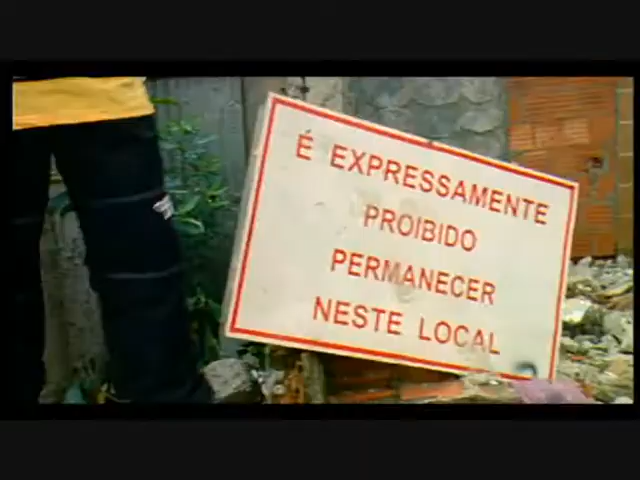 É EXPRESSAMENTE
PROIBIDO
PERMANECER
NESTE LOCAL